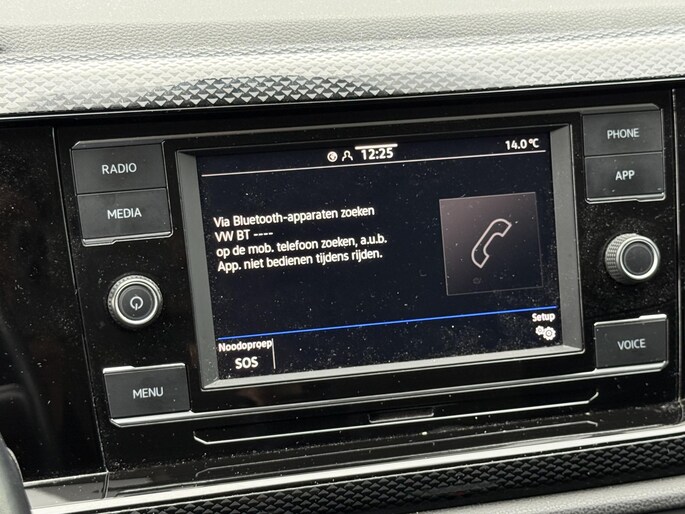 RADIO
MEDIA
MENU
12:25
14.0 °C
Via Bluetooth-apparaten zoeken
VW BT ----
op de mob. telefoon zoeken, a.u.b.
App. niet bedienen tijdens rijden.
Noodoproep
SOS
Setup
PHONE
APP
VOICE